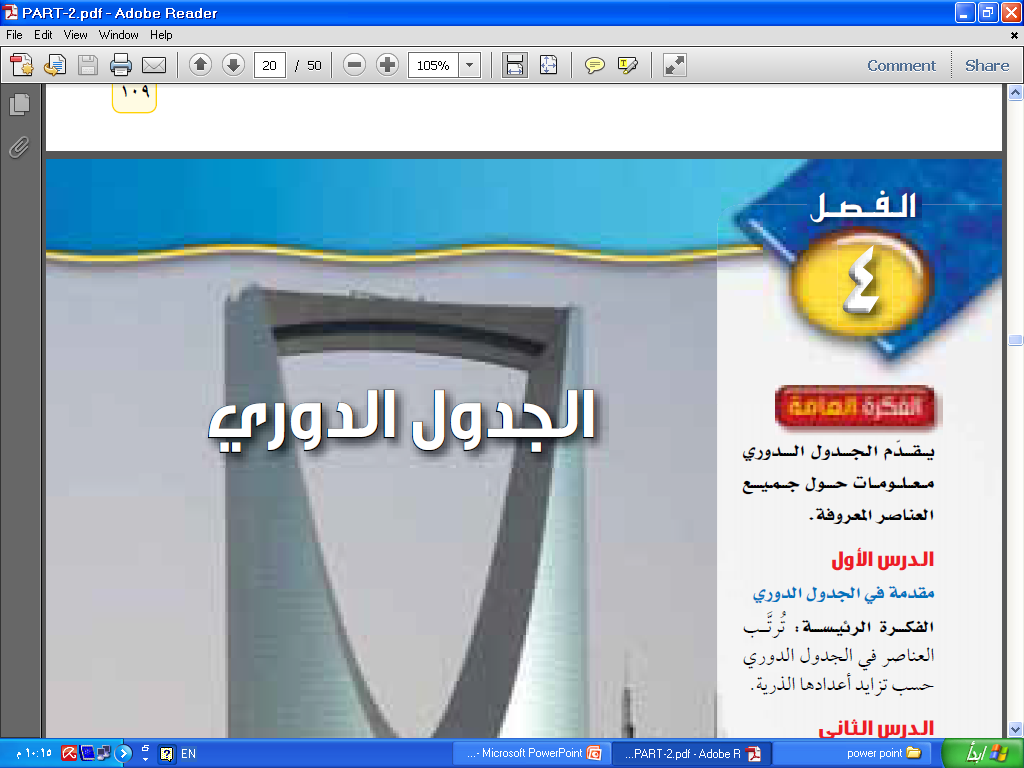 PART-2.pdf - Adobe Reader
File Edit View Window Help
20 / 50 105% Comment Share
١٠٩
الفصل
٤
الجدول الدوري
الفكرة العامة
يقدّم الجدول الدوري
معلومات حول جميع
العناصر المعروفة.
الدرس الأول
مقدمة في الجدول الدوري
الفكرة الرئيسة: تُرتَّب
العناصر في الجدول الدوري
حسب تزايد أعدادها الذرية.
الدرس الثاني
ابدأ power point ...PART-2.pdf - Adobe R ...- Microsoft PowerPoint EN ١٠:١٥ م